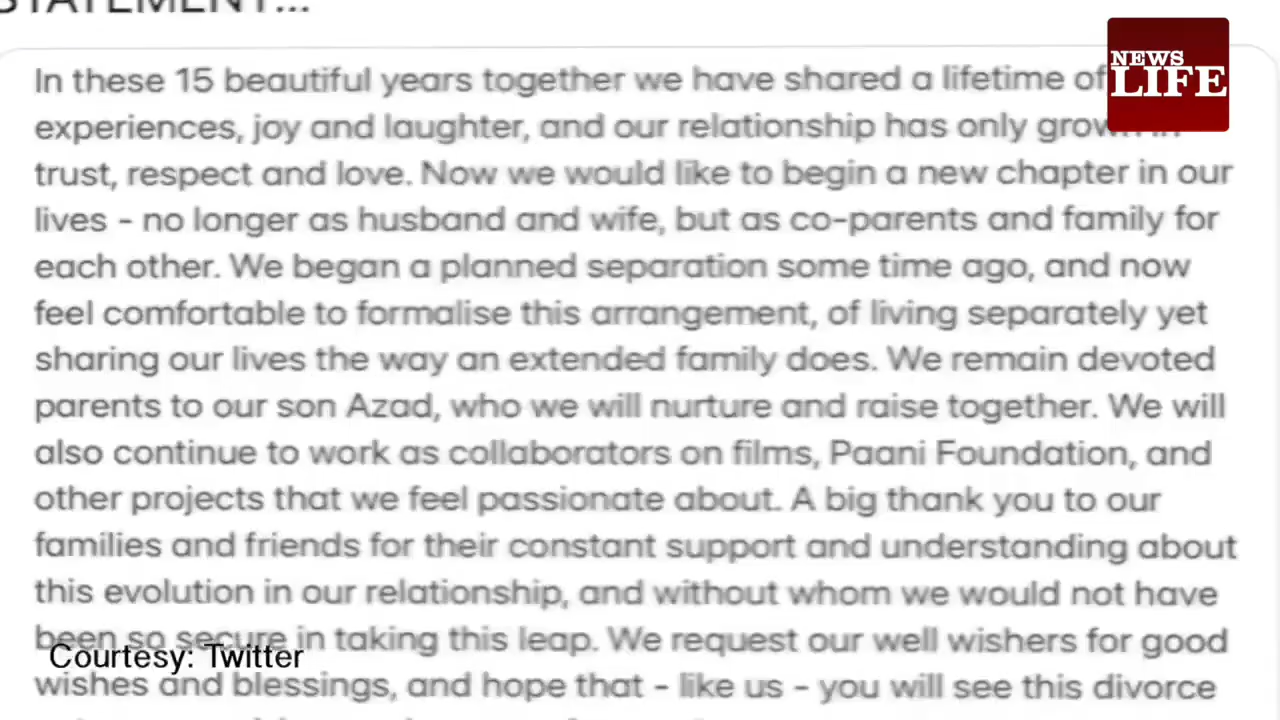 STATEMENT...
NEWS
LIFE
In these 15 beautiful years together we have shared a lifetime of
experiences, joy and laughter, and our relationship has only grown in
trust, respect and love. Now we would like to begin a new chapter in our
lives - no longer as husband and wife, but as co-parents and family for
each other. We began a planned separation some time ago, and now
feel comfortable to formalise this arrangement, of living separately yet
sharing our lives the way an extended family does. We remain devoted
parents to our son Azad, who we will nurture and raise together. We will
also continue to work as collaborators on films, Paani Foundation, and
other projects that we feel passionate about. A big thank you to our
families and friends for their constant support and understanding about
this evolution in our relationship, and without whom we would not have
been so secure in taking this leap. We request our well wishers for good
Courtesy: Twitter
wishes and blessings, and hope that - like us - you will see this divorce